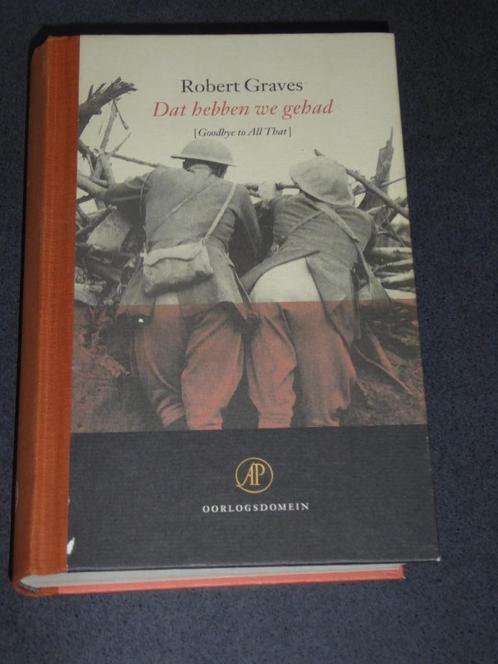 Robert Graves
Dat hebben we gehad
[Goodbye to All That]
AP
OORLOGSDOMEIN